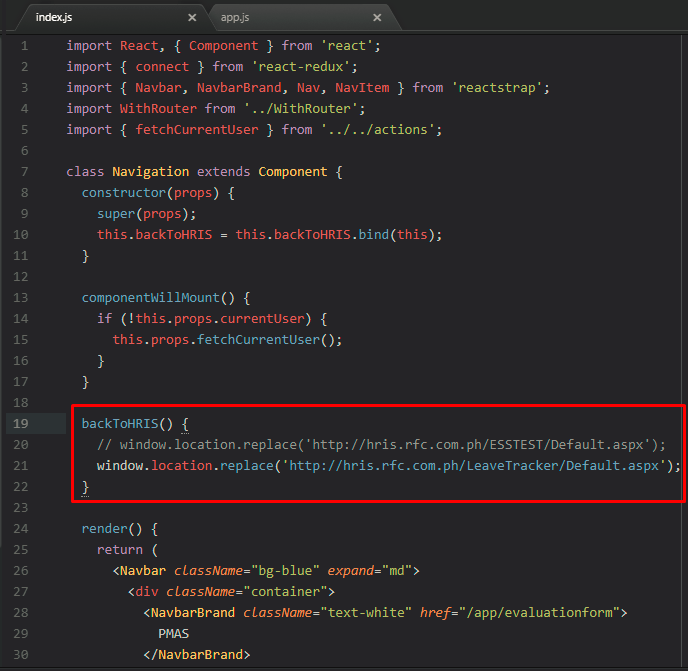 index.js × app.js ×
1 import React, { Component } from 'react';
2 import { connect } from 'react-redux';
3 import { Navbar, NavbarBrand, Nav, NavItem } from 'reactstrap';
4 import WithRouter from '../WithRouter';
5 import { fetchCurrentUser } from '../../actions';
6
7 class Navigation extends Component {
8   constructor(props) {
9     super(props);
10     this.backToHRIS = this.backToHRIS.bind(this);
11   }
12
13   componentWillMount() {
14     if (!this.props.currentUser) {
15       this.props.fetchCurrentUser();
16     }
17   }
18
19   backToHRIS() {
20     // window.location.replace('http://hris.rfc.com.ph/ESSTEST/Default.aspx');
21     window.location.replace('http://hris.rfc.com.ph/LeaveTracker/Default.aspx');
22   }
23
24   render() {
25     return (
26       <Navbar className="bg-blue" expand="md">
27         <div className="container">
28           <NavbarBrand className="text-white" href="/app/evaluationform">
29             PMAS
30           </NavbarBrand>